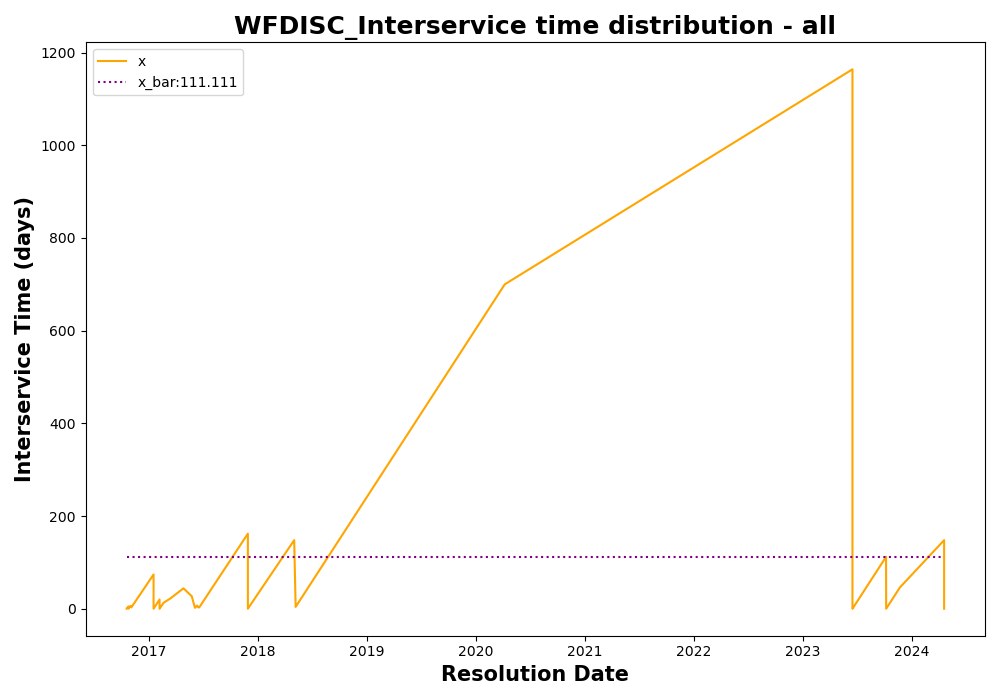 WFDISC_Interservice time distribution - all
x
x_bar:111.111
Interservice Time (days)
1200
1000
800
600
400
200
0
2017 2018 2019 2020 2021 2022 2023 2024
Resolution Date